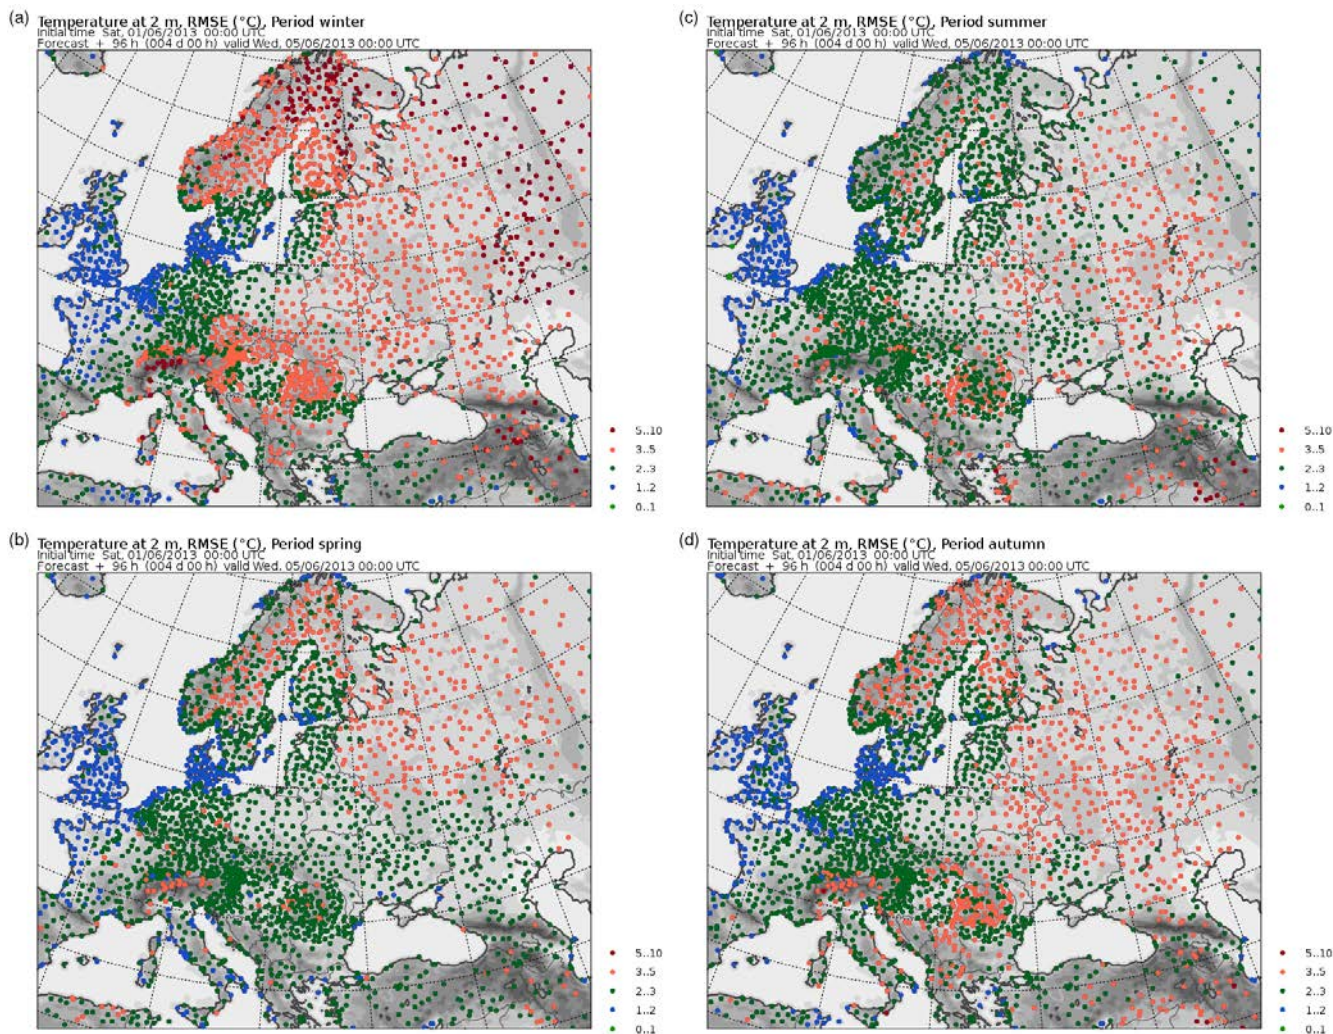 (a)
Temperature at 2 m, RMSE (°C), Period winter
Initial time Sat, 01/06/2013 00:00 UTC
Forecast + 96 h (004 d 00 h) valid Wed, 05/06/2013 00:00 UTC
5..10
3..5
2..3
1..2
0..1
(c)
Temperature at 2 m, RMSE (°C), Period summer
Initial time Sat, 01/06/2013 00:00 UTC
Forecast + 96 h (004 d 00 h) valid Wed, 05/06/2013 00:00 UTC
5..10
3..5
2..3
1..2
0..1
(b)
Temperature at 2 m, RMSE (°C), Period spring
Initial time Sat, 01/06/2013 00:00 UTC
Forecast + 96 h (004 d 00 h) valid Wed, 05/06/2013 00:00 UTC
5..10
3..5
2..3
1..2
0..1
(d)
Temperature at 2 m, RMSE (°C), Period autumn
Initial time Sat, 01/06/2013 00:00 UTC
Forecast + 96 h (004 d 00 h) valid Wed, 05/06/2013 00:00 UTC
5..10
3..5
2..3
1..2
0..1